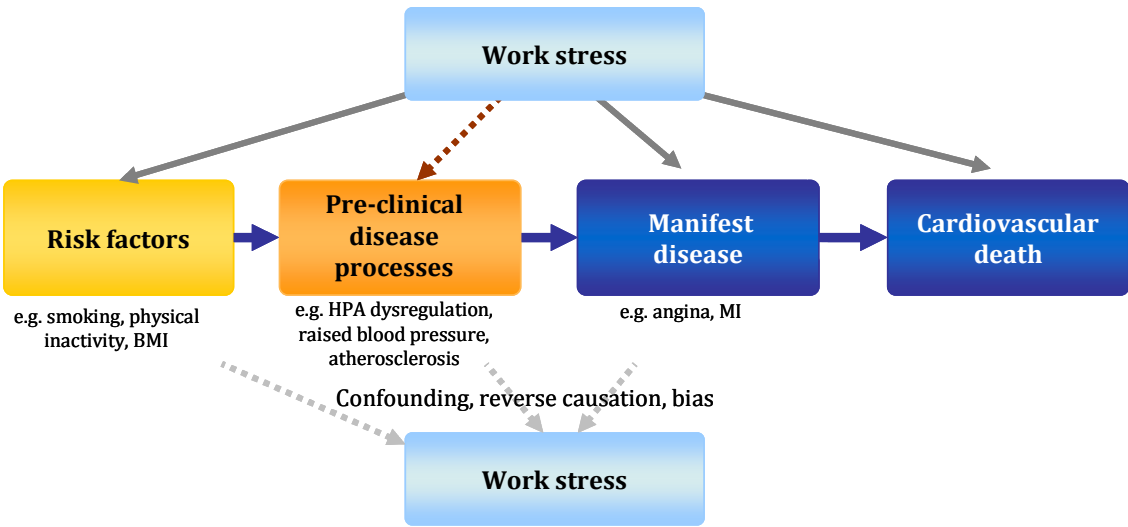 Work stress
Risk factors
Pre-clinical
disease
processes
Manifest
disease
Cardiovascular
death
e.g. smoking, physical
inactivity, BMI
e.g. HPA dysregulation,
raised blood pressure,
atherosclerosis
e.g. angina, MI
Confounding, reverse causation, bias
Work stress